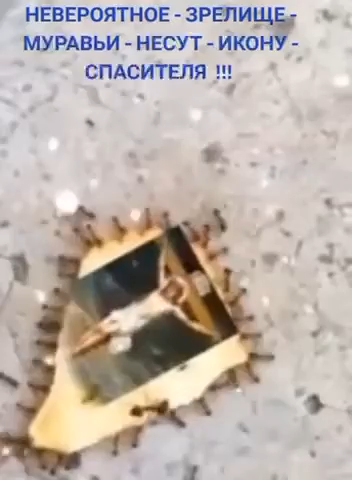 НЕВЕРОЯТНОЕ - ЗРЕЛИЩЕ -
МУРАВЬИ - НЕСУТ - ИКОНУ -
СПАСИТЕЛЯ !!!